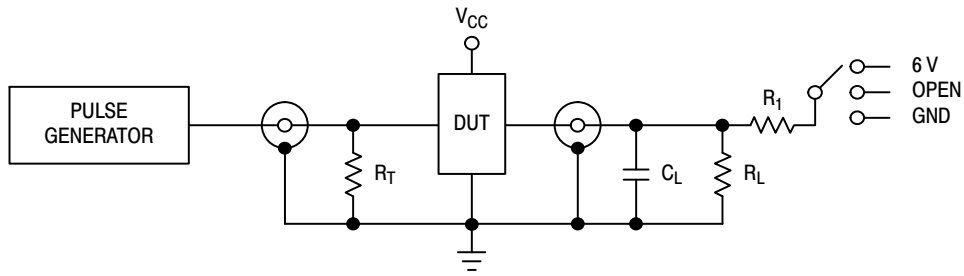 V_CC
PULSE
GENERATOR
DUT
R_T
C_L
R_L
R_1
6 V
OPEN
GND